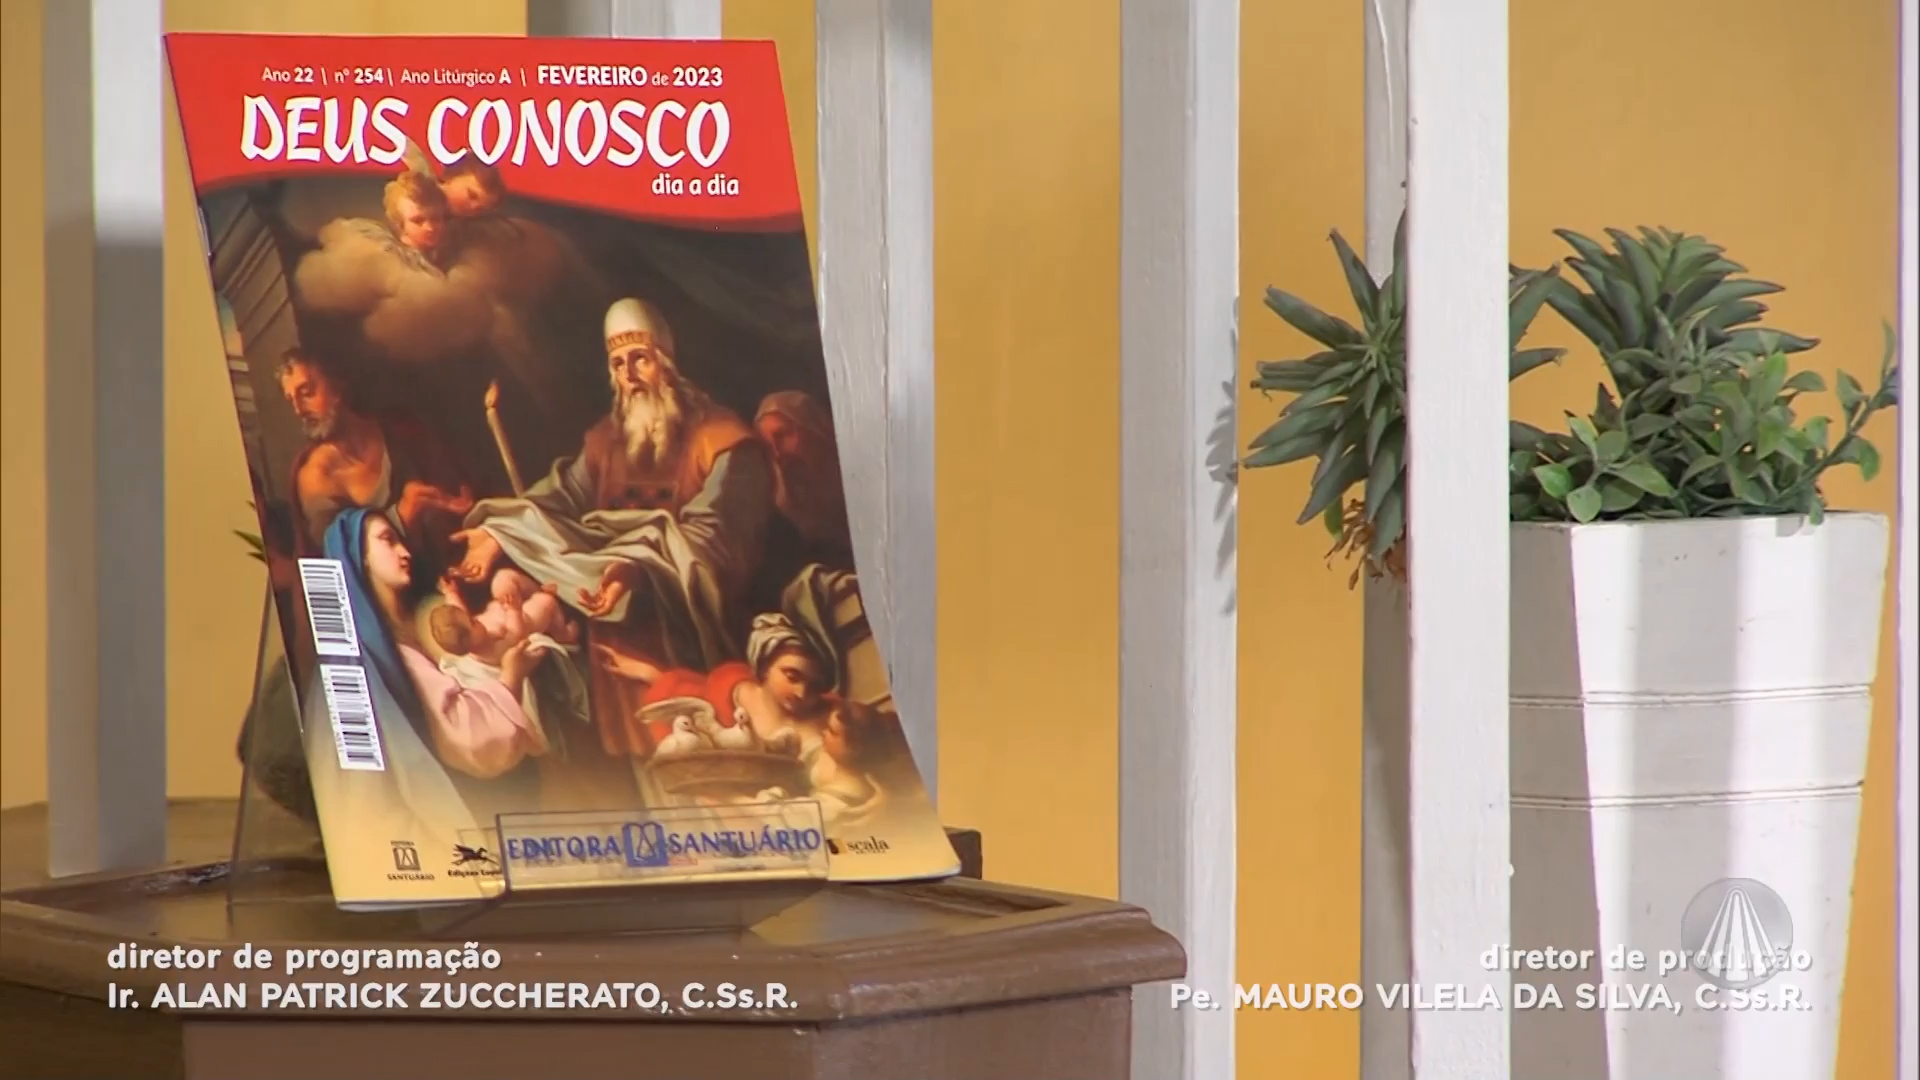 Ano 22 | nº 254 | Ano Litúrgico A | FEVEREIRO de 2023
DEUS CONOSCO
dia a dia
EDITORA SANTUÁRIO
SANTUÁRIO
scala
diretor de programação
Ir. ALAN PATRICK ZUCCHERATO, C.Ss.R.
diretor de produção
Pe. MAURO VILELA DA SILVA, C.Ss.R.